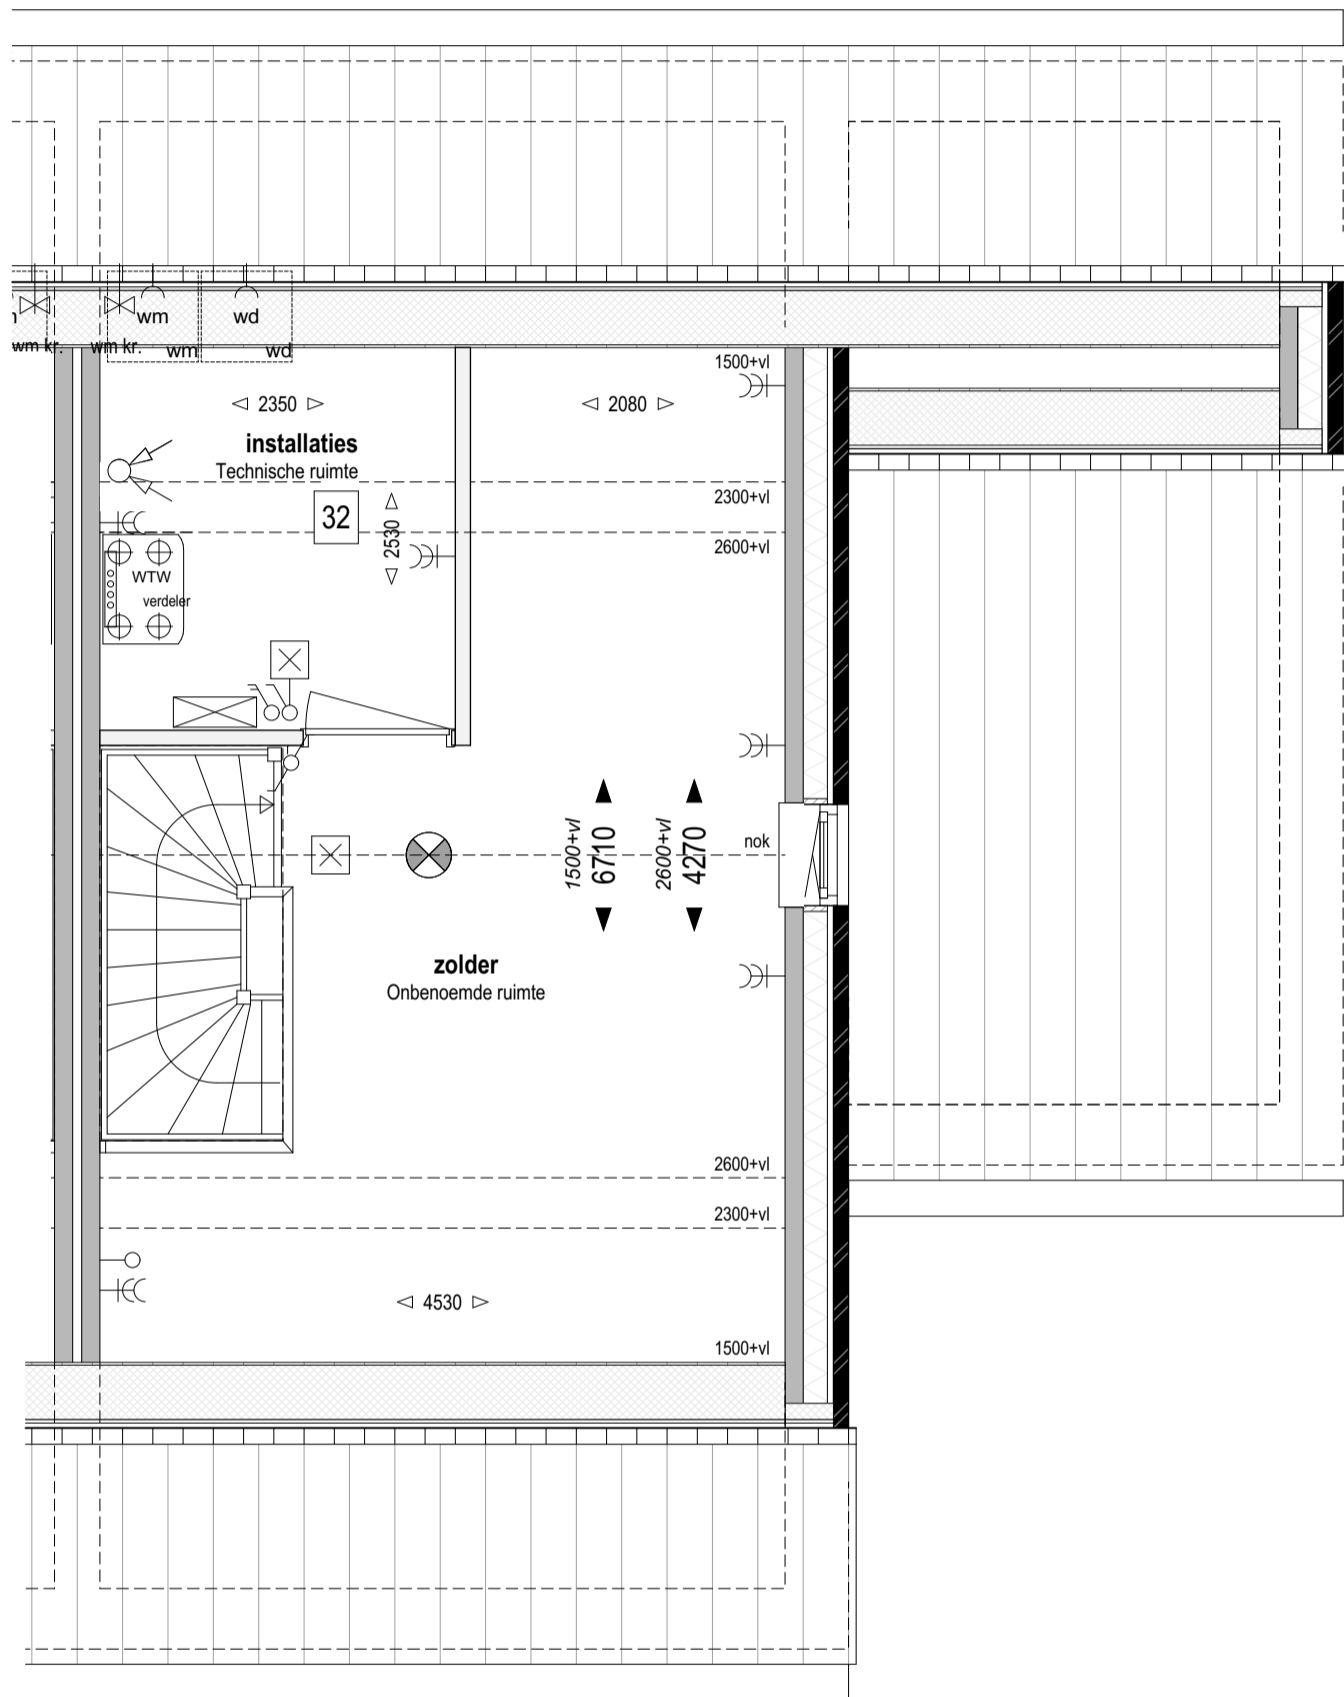 wm
wd
wm kr.
wm kr.
wm
wd
1500+vl
2350
2080
installaties
Technische ruimte
2300+vl
32
2530
2600+vl
WTW
verdeler
1500+vl
6710
2600+vl
4270
nok
zolder
Onbenoemde ruimte
2600+vl
2300+vl
4530
1500+vl